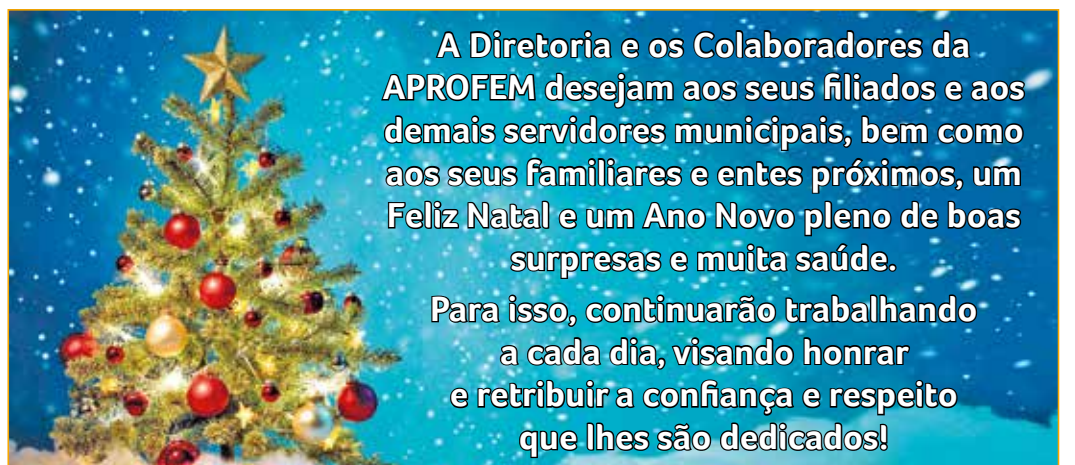 A Diretoria e os Colaboradores da
APROFEM desejam aos seus filiados e aos
demais servidores municipais, bem como
aos seus familiares e entes próximos, um
Feliz Natal e um Ano Novo pleno de boas
surpresas e muita saúde.
Para isso, continuarão trabalhando
a cada dia, visando honrar
e retribuir a confiança e respeito
que lhes são dedicados!